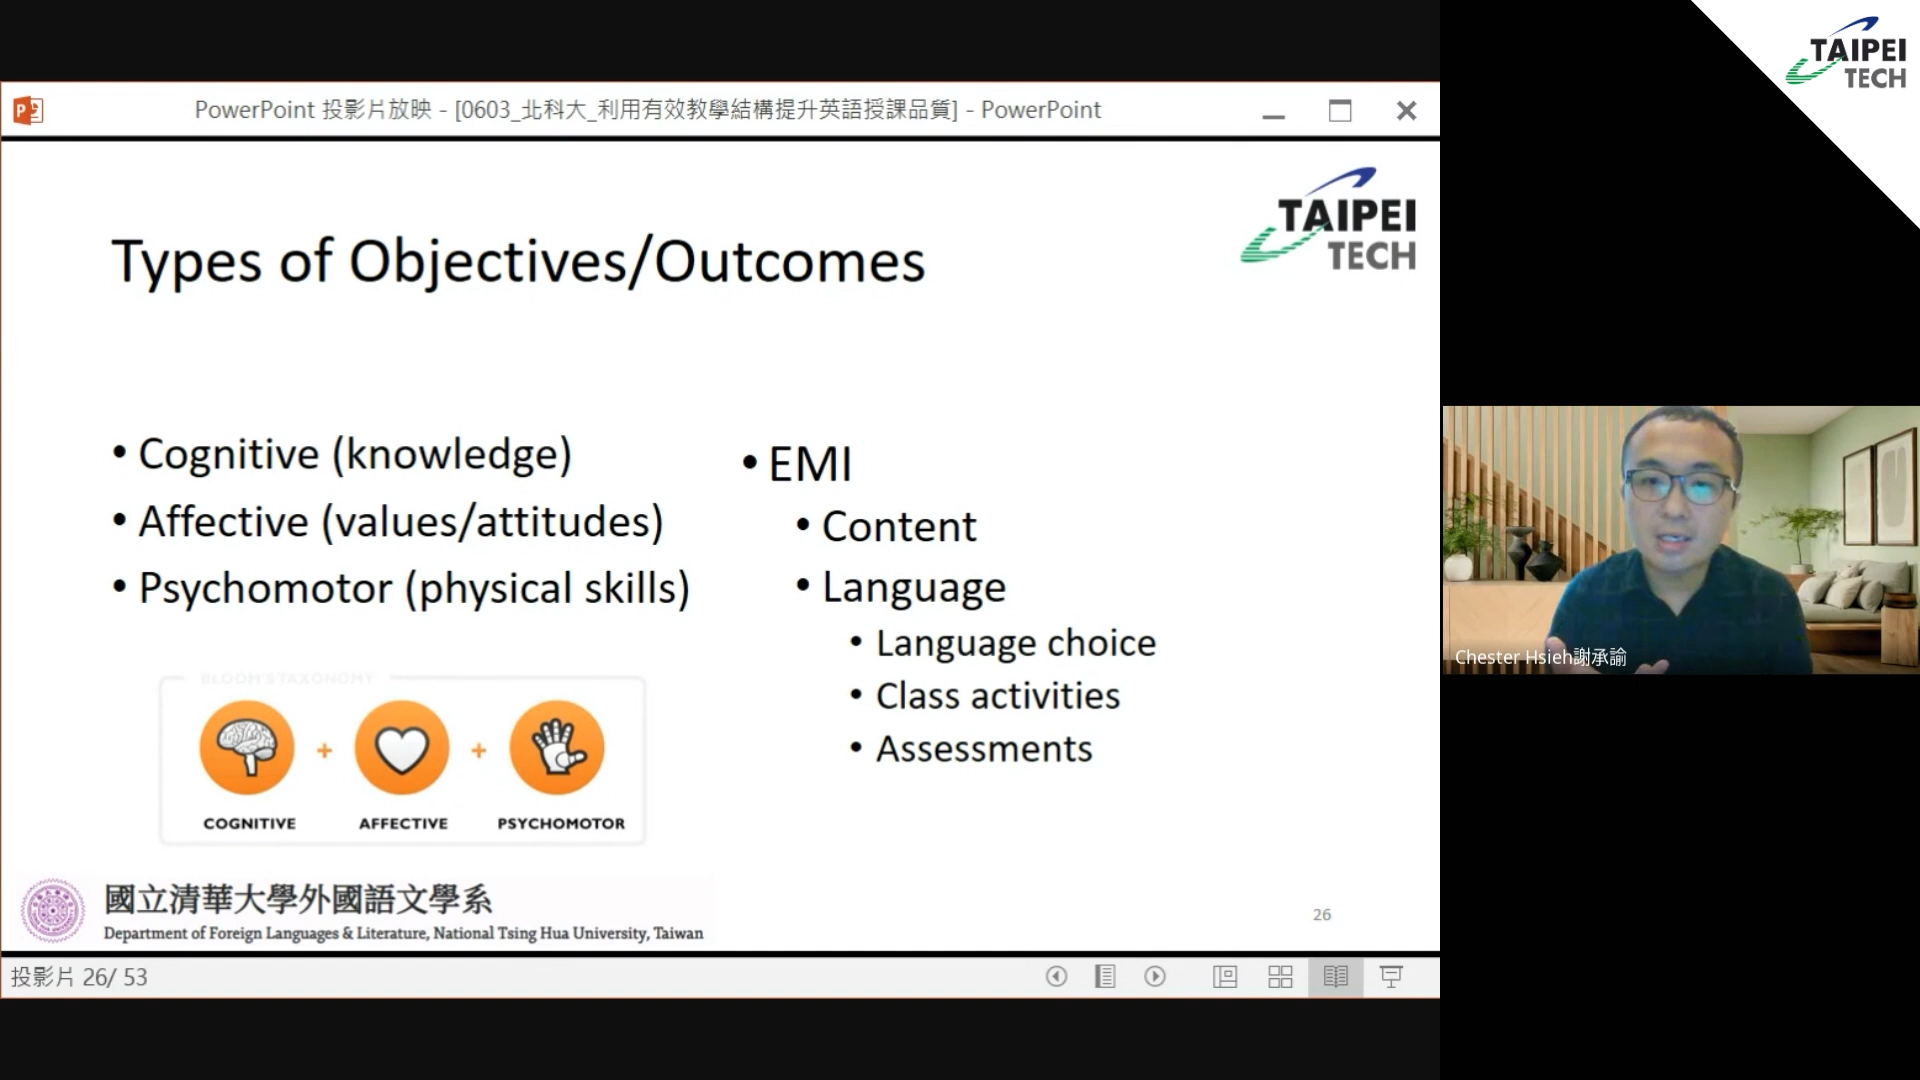 TAIPEI
TECH
PowerPoint 投影片放映 - [0603_北科大_利用有效教學結構提升英語授課品質] - PowerPoint
TAIPEI
TECH
Types of Objectives/Outcomes
• Cognitive (knowledge)
• Affective (values/attitudes)
• Psychomotor (physical skills)
• EMI
• Content
• Language
• Language choice
• Class activities
• Assessments
BLOOM'S TAXONOMY
COGNITIVE + AFFECTIVE + PSYCHOMOTOR
Chester Hsieh謝承諭
國立清華大學外國語文學系
Department of Foreign Languages & Literature, National Tsing Hua University, Taiwan
26
投影片 26/ 53